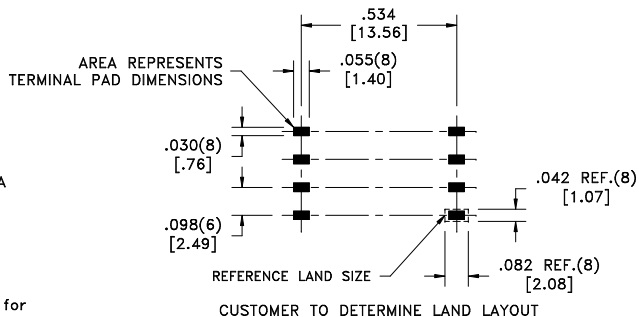 .534
[13.56]
AREA REPRESENTS
TERMINAL PAD DIMENSIONS
.055(8)
[1.40]
.030(8)
[.76]
A
.042 REF.(8)
[1.07]
.098(6)
[2.49]
REFERENCE LAND SIZE
.082 REF.(8)
[2.08]
for
CUSTOMER TO DETERMINE LAND LAYOUT